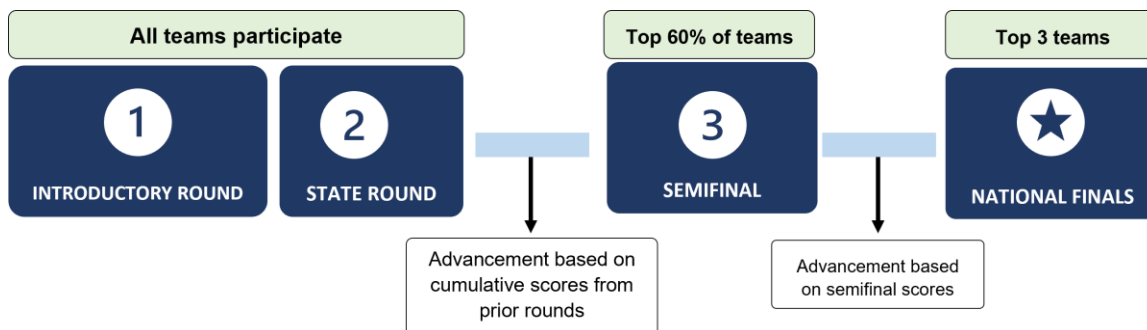 All teams participate
Top 60% of teams
Top 3 teams
1
2
3
INTRODUCTORY ROUND
STATE ROUND
SEMIFINAL
NATIONAL FINALS
Advancement based on
cumulative scores from
prior rounds
Advancement based
on semifinal scores